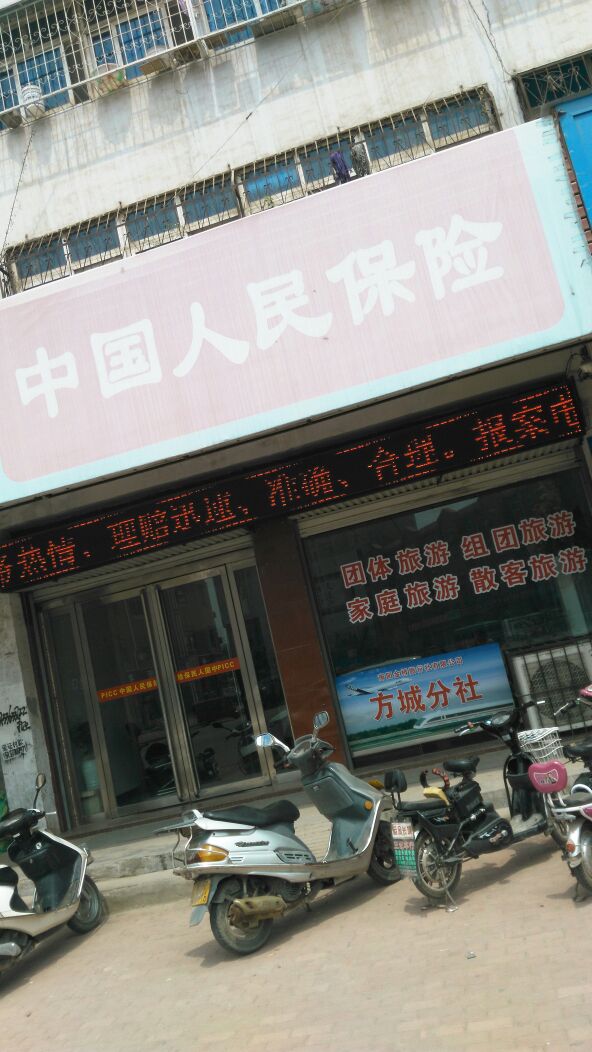 中国人民保险
务热情、理赔迅速、准确、合理。报案电
团体旅游 组团旅游
家庭旅游 散客旅游
方城分社
PICC中国人民保险